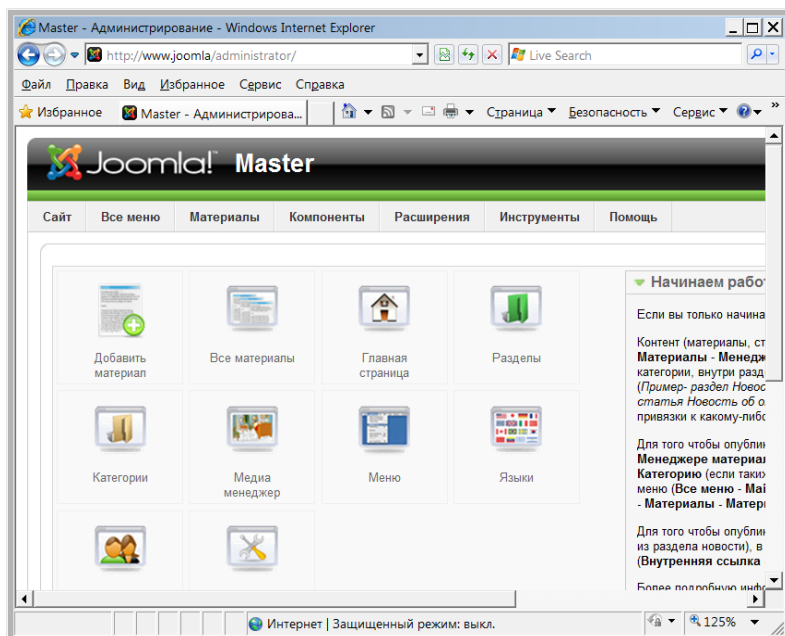 Master - Администрирование - Windows Internet Explorer
http://www.joomla/administrator/
Live Search
Файл Правка Вид Избранное Сервис Справка
Избранное Master - Администрирова... Страница Безопасность Сервис »
Joomla! Master
Сайт Все меню Материалы Компоненты Расширения Инструменты Помощь
Начинаем рабо
Если вы только начина
Добавить материал
Все материалы
Главная страница
Разделы
Контент (материалы, ст
Материалы - Менедж
категории, внутри разд
(Пример- раздел Новос
статья Новость об о
привязки к какому-либо
Категории
Медиа менеджер
Меню
Языки
Для того чтобы опублик
Менеджере материал
Категорию (если таких
меню (Все меню - Mai
- Материалы - Матери
Для того чтобы опублик
из раздела новости), в
(Внутренняя ссылка
Более подробную инфо
Интернет | Защищенный режим: выкл.
125%